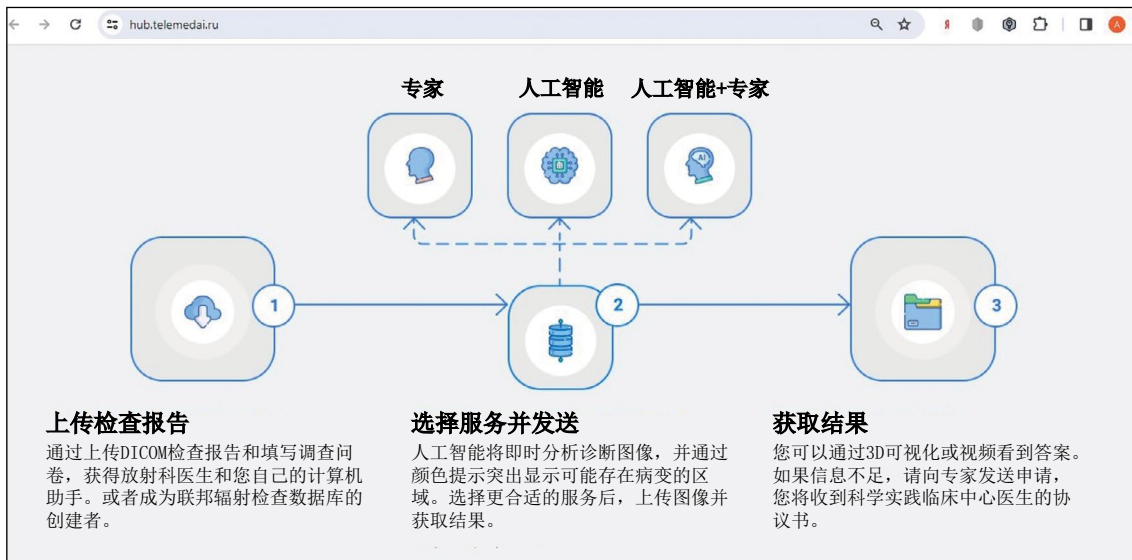 hub.telemedai.ru
Я
A
专家
人工智能
人工智能+专家
AI
1
2
3
上传检查报告
通过上传DICOM检查报告和填写调查问
卷，获得放射科医生和您自己的计算机
助手。或者成为联邦辐射检查数据库的
创建者。
选择服务并发送
人工智能将即时分析诊断图像，并通过
颜色提示突出显示可能存在病变的区
域。选择更合适的服务后，上传图像并
获取结果。
获取结果
您可以通过3D可视化或视频看到答案。
如果信息不足，请向专家发送申请，
您将收到科学实践临床中心医生的协
议书。